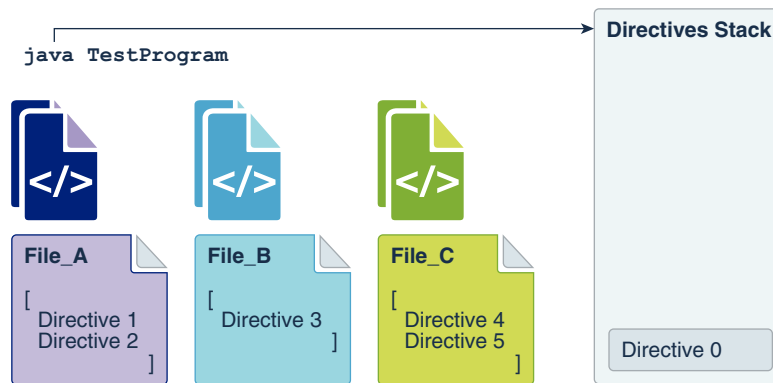 Directives Stack
java TestProgram
</>
</>
</>
File_A
[
Directive 1
Directive 2
]
File_B
[
Directive 3
]
File_C
[
Directive 4
Directive 5
]
Directive 0